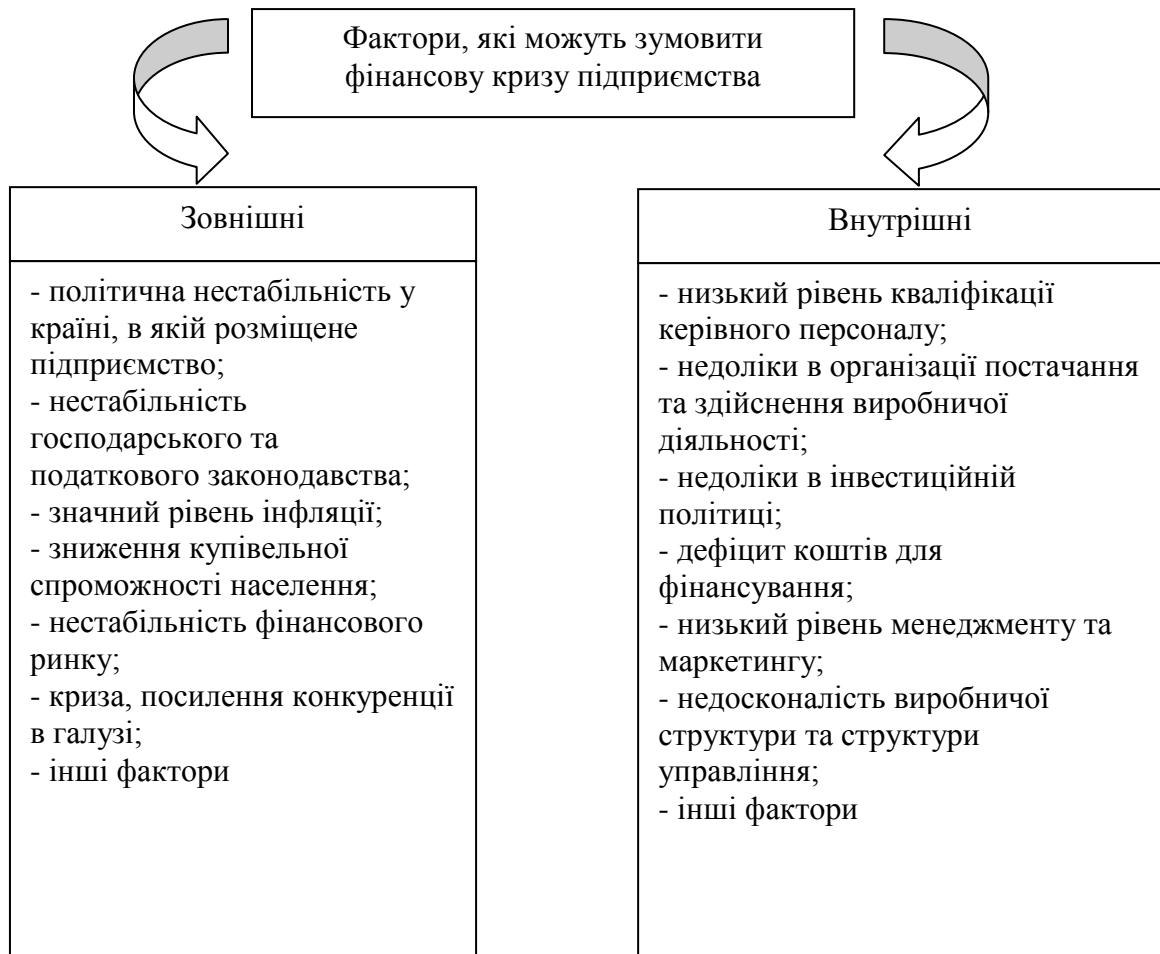 Фактори, які можуть зумовити
фінансову кризу підприємства
Зовнішні
- політична нестабільність у
країні, в якій розміщене
підприємство;
- нестабільність
господарського та
податкового законодавства;
- значний рівень інфляції;
- зниження купівельної
спроможності населення;
- нестабільність фінансового
ринку;
- криза, посилення конкуренції
в галузі;
- інші фактори
Внутрішні
- низький рівень кваліфікації
керівного персоналу;
- недоліки в організації постачання
та здійснення виробничої
діяльності;
- недоліки в інвестиційній
політиці;
- дефіцит коштів для
фінансування;
- низький рівень менеджменту та
маркетингу;
- недосконалість виробничої
структури та структури
управління;
- інші фактори